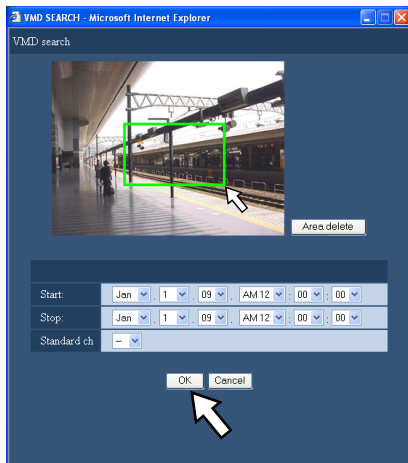 VMD SEARCH - Microsoft Internet Explorer
VMD search
Area delete
Start: Jan . 1 . 09 . AM 12 : 00 : 00
Stop: Jan . 1 . 09 . AM 12 : 00 : 00
Standard ch –
OK Cancel